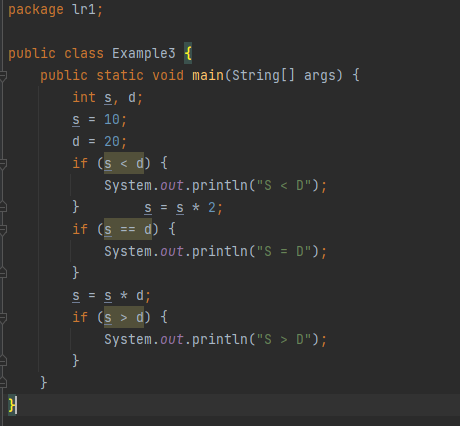 package lr1;

public class Example3 {
    public static void main(String[] args) {
        int s, d;
        s = 10;
        d = 20;
        if (s < d) {
            System.out.println("S < D");
        }        s = s * 2;
        if (s == d) {
            System.out.println("S = D");
        }
        s = s * d;
        if (s > d) {
            System.out.println("S > D");
        }
    }
}